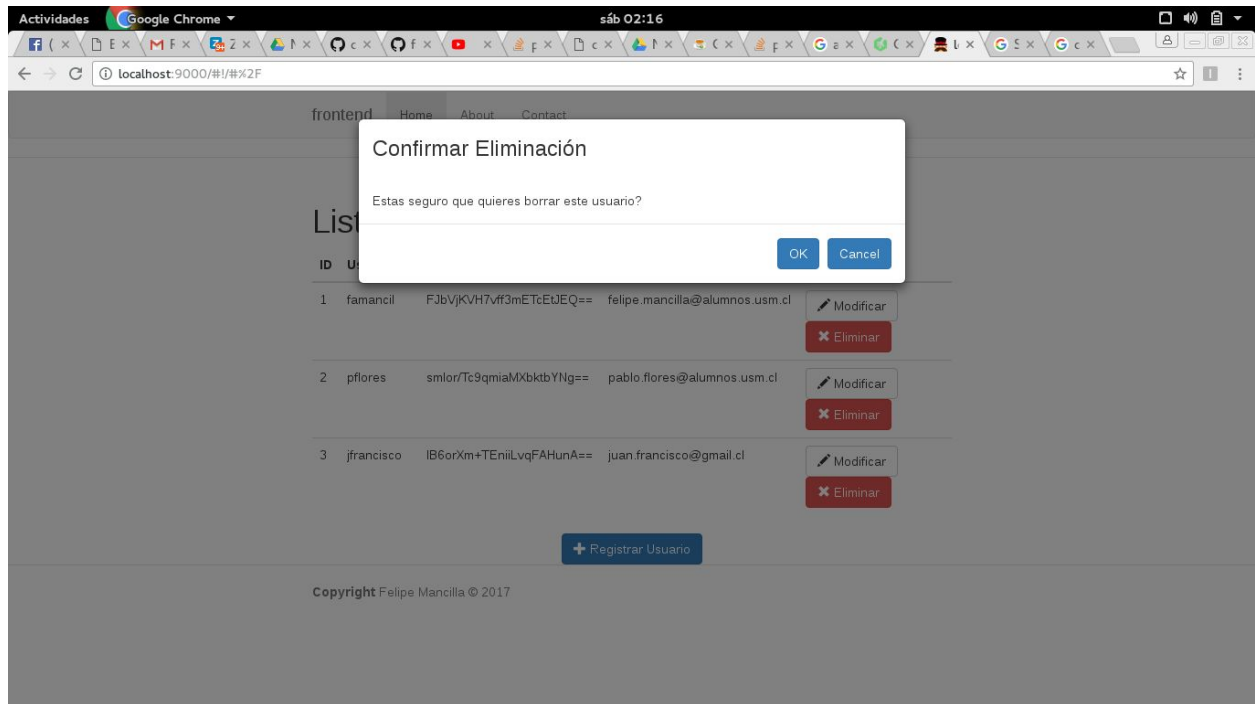 Actividades Google Chrome sáb 02:16
localhost:9000/#!/#%2F
frontend Home About Contact
Confirmar Eliminación
Estas seguro que quieres borrar este usuario?
OK Cancel
List
ID Us
1 famancil FJbVjKVH7vff3mETcEtJEQ== felipe.mancilla@alumnos.usm.cl Modificar
Eliminar
2 pflores smlor/Tc9qmiaMXbktbYNg== pablo.flores@alumnos.usm.cl Modificar
Eliminar
3 jfrancisco IB6orXm+TEniiLvqFAHunA== juan.francisco@gmail.cl Modificar
Eliminar
Registrar Usuario
Copyright Felipe Mancilla © 2017